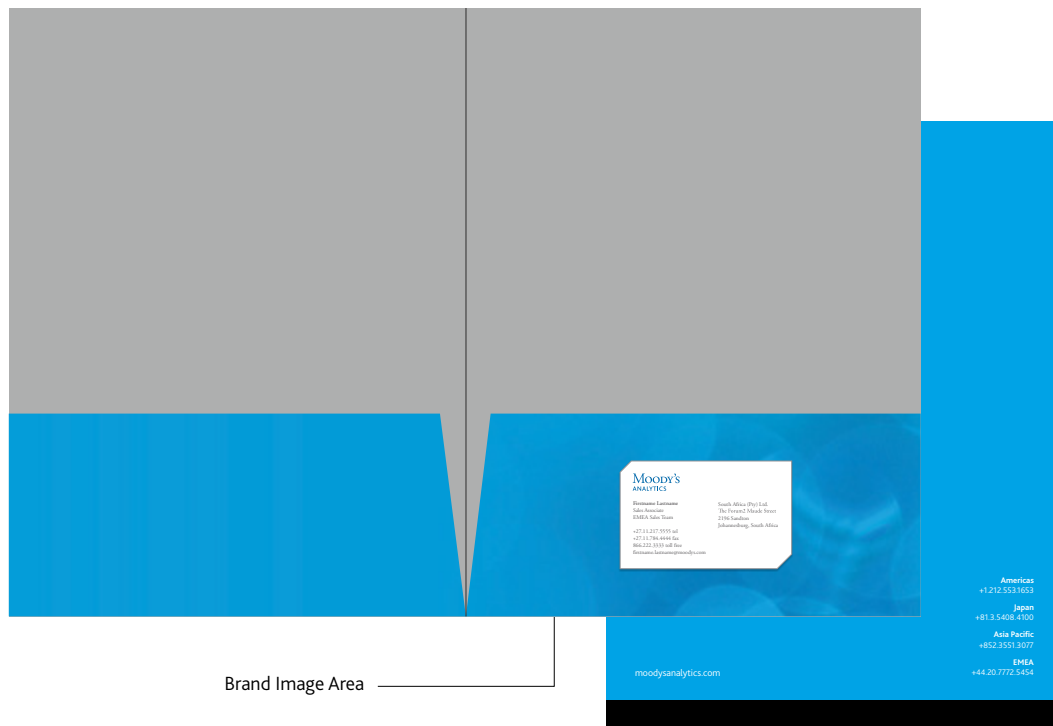 MOODY'S
ANALYTICS
Firstname Lastname
Sales Associate
EMEA Sales Team
+27.11.217.5555 tel
+27.11.784.4444 fax
866.222.3333 toll free
firstname.lastname@moodys.com
South Africa (Pty) Ltd.
The Forum2 Maude Street
2196 Sandton
Johannesburg, South Africa
Americas
+1.212.553.1653
Japan
+81.3.5408.4100
Asia Pacific
+852.3551.3077
EMEA
+44.20.7772.5454
moodysanalytics.com
Brand Image Area